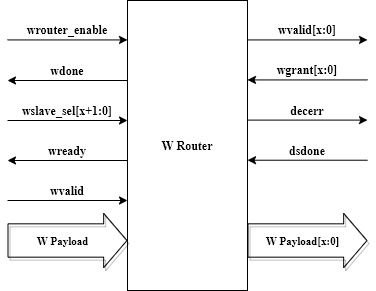 wrouter_enable
wdone
wslave_sel[x+1:0]
wready
wvalid
W Payload
W Router
wvalid[x:0]
wgrant[x:0]
decerr
dsdone
W Payload[x:0]